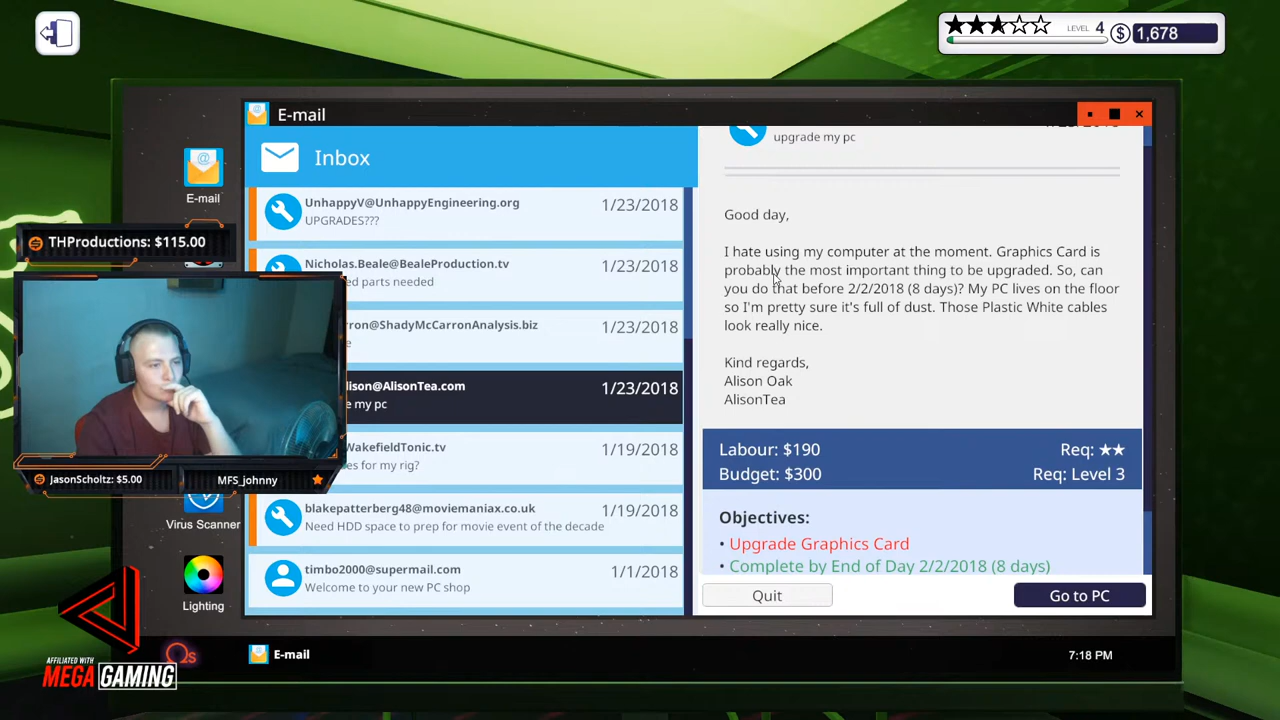 LEVEL 4 $ 1,678
E-mail
Inbox
E-mail
UnhappyV@UnhappyEngineering.org 1/23/2018
UPGRADES???
Nicholas.Beale@BealeProduction.tv 1/23/2018
parts needed
@ShadyMcCarronAnalysis.biz 1/23/2018
@AlisonTea.com 1/23/2018
my pc
WakefieldTonic.tv 1/19/2018
for my rig?
blakepatterberg48@moviemaniax.co.uk 1/19/2018
Need HDD space to prep for movie event of the decade
timbo2000@supermail.com 1/1/2018
Welcome to your new PC shop
upgrade my pc
Good day,
I hate using my computer at the moment. Graphics Card is
probably the most important thing to be upgraded. So, can
you do that before 2/2/2018 (8 days)? My PC lives on the floor
so I'm pretty sure it's full of dust. Those Plastic White cables
look really nice.
Kind regards,
Alison Oak
AlisonTea
Labour: $190 Req: ★★
Budget: $300 Req: Level 3
Objectives:
• Upgrade Graphics Card
• Complete by End of Day 2/2/2018 (8 days)
Quit Go to PC
THProductions: $115.00
JasonScholtz: $5.00 MFS_johnny
Virus Scanner
Lighting
AFFILIATED WITH
MEGA GAMING
Os E-mail 7:18 PM